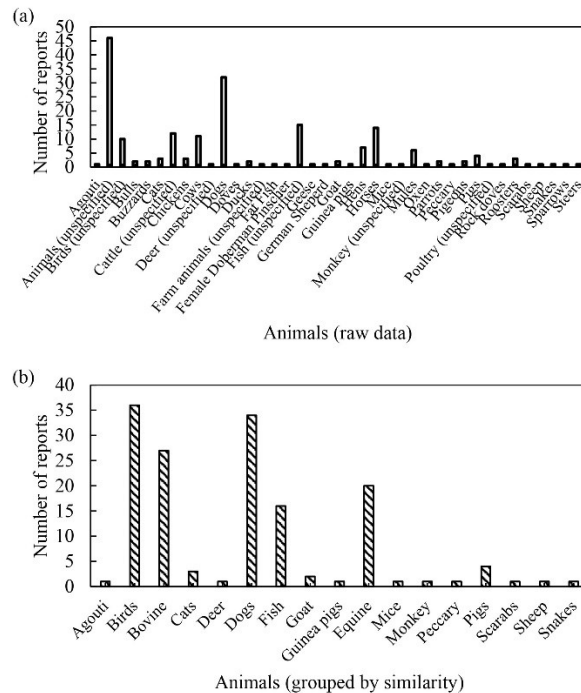 (a)
Number of reports
50
45
40
35
30
25
20
15
10
5
0
Agouti
Animals (unspecified)
Birds (unspecified)
Bulls
Buzzards
Cats
Cattle (unspecified)
Chickens
Cows
Deer (unspecified)
Dogs
Doves
Ducks
Farm animals (unspecified)
Fat Fish
Female Doberman Pinscher
Fish (unspecified)
Geese
German Shepherd
Goat
Guinea Pigs
Hens
Horses
Mice
Monkey (unspecified)
Mules
Oxen
Parrots
Peccary
Pigeons
Pigs
Poultry (unspecified)
Rock doves
Roosters
Scarabs
Sheep
Snakes
Sparrows
Steers
Animals (raw data)
(b)
Number of reports
40
35
30
25
20
15
10
5
0
Agouti
Birds
Bovine
Cats
Deer
Dogs
Fish
Goat
Guinea pigs
Equine
Mice
Monkey
Peccary
Pigs
Scarabs
Sheep
Snakes
Animals (grouped by similarity)